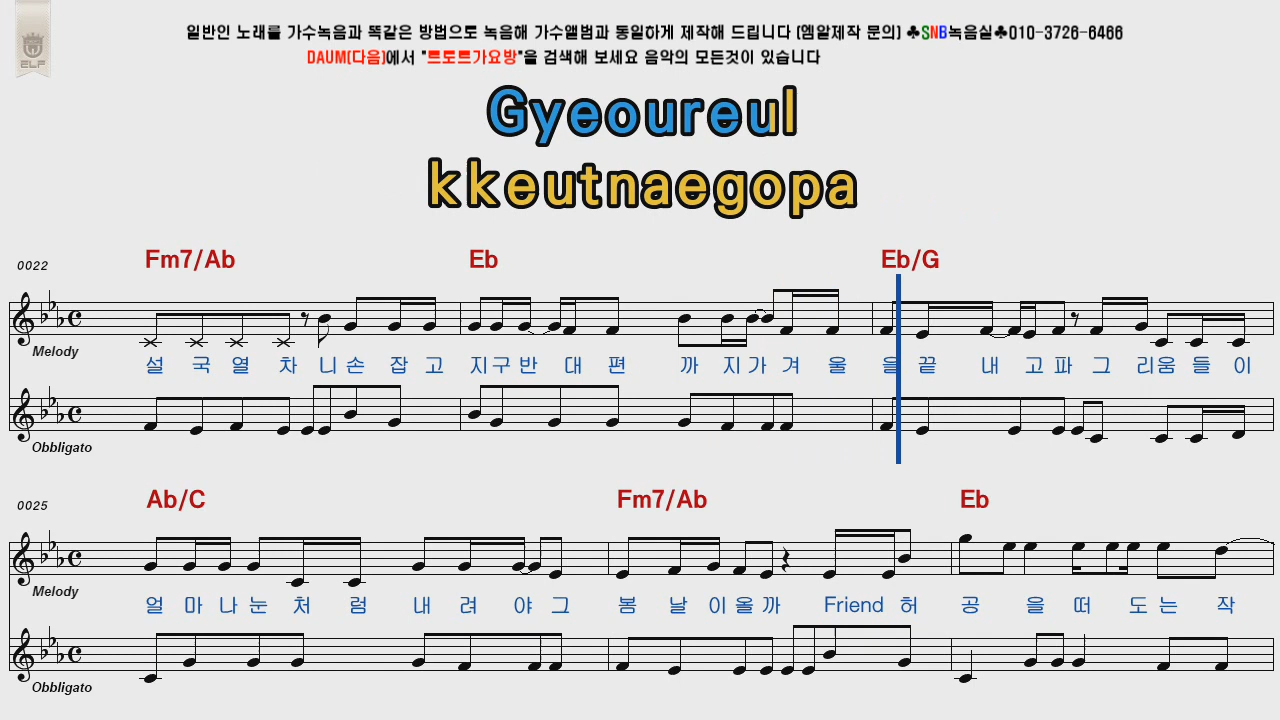 일반인 노래를 가수녹음과 똑같은 방법으로 녹음해 가수앨범과 동일하게 제작해 드립니다 (엠알제작 문의) ♣SNB녹음실♣010-3726-6466
DAUM(다음)에서 "트로트가요방"을 검색해 보세요 음악의 모든것이 있습니다
ELF
Gyeoureul
kkeutnaegopa
0022 Fm7/Ab Eb Eb/G
Melody
설 국 열 차 니 손 잡 고 지 구 반 대 편 까 지 가 겨 울 을 끝 내 고 파 그 리 움 들 이
Obbligato
0025 Ab/C Fm7/Ab Eb
Melody
얼 마 나 눈 처 럼 내 려 야 그 봄 날 이 올 까 Friend 허 공 을 떠 도 는 작
Obbligato